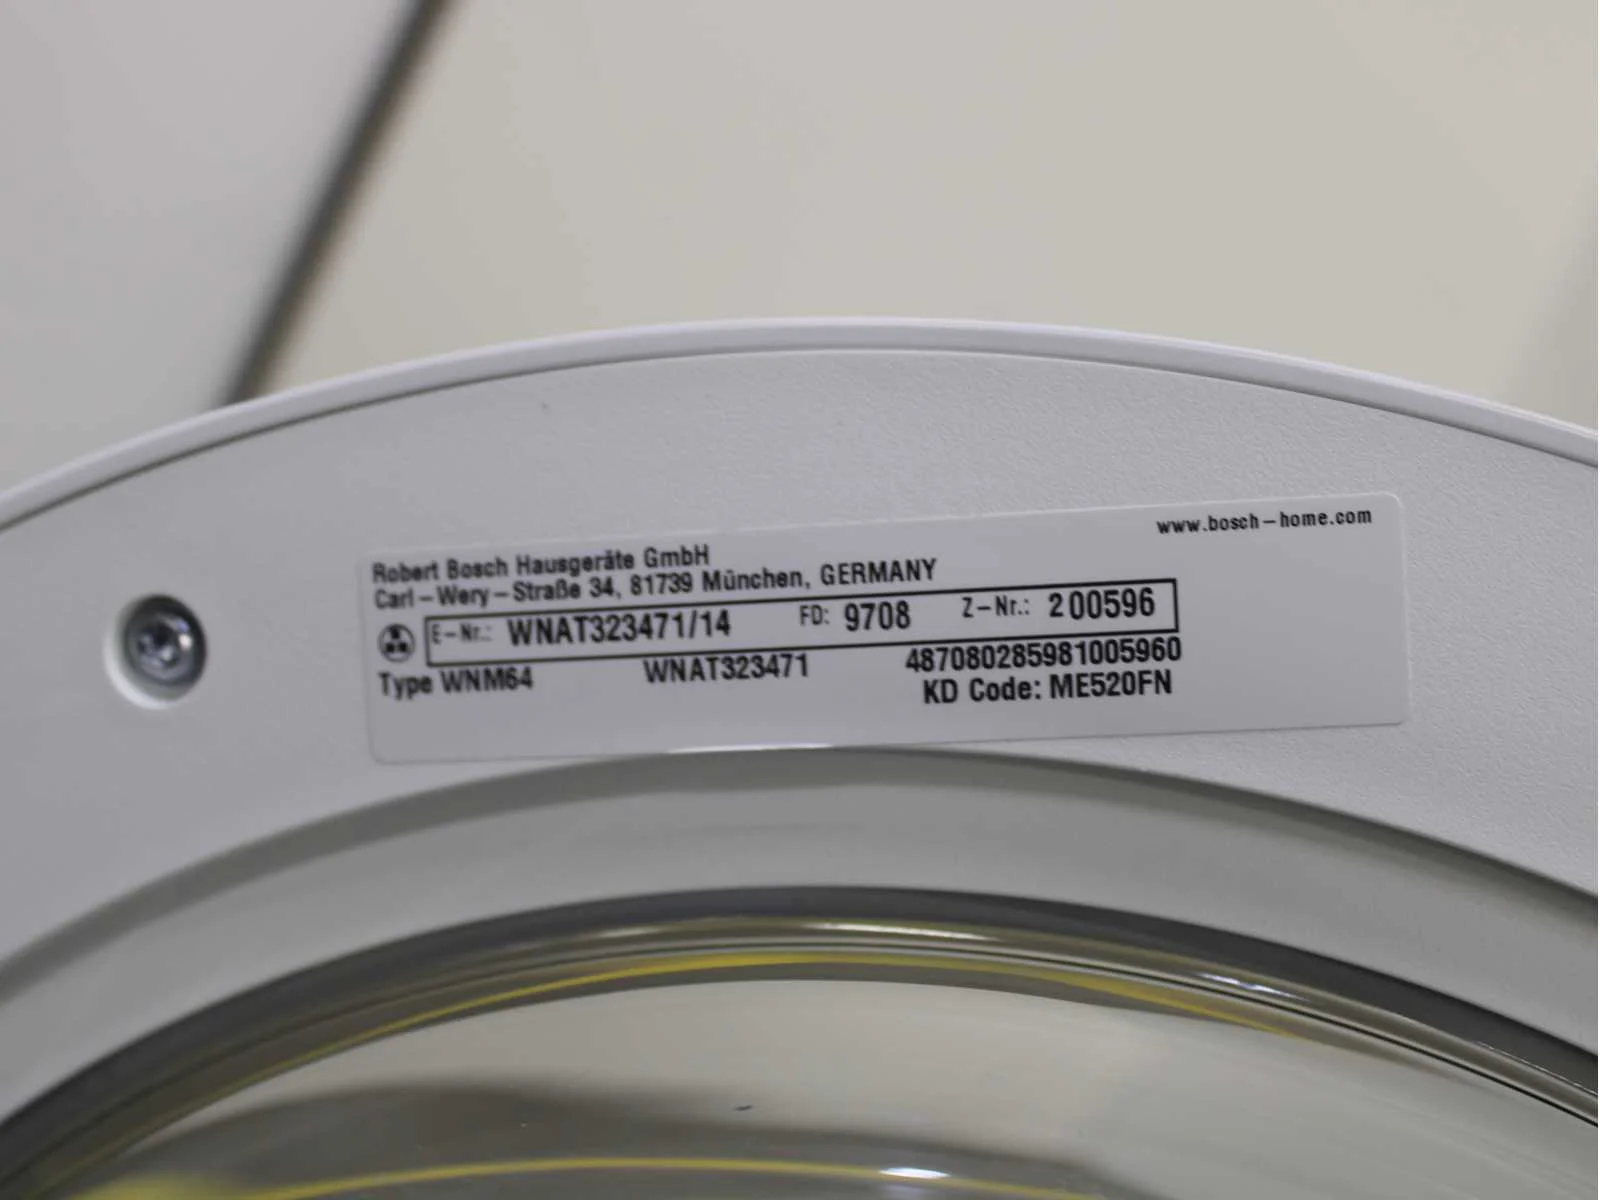 www.bosch-home.com
Robert Bosch Hausgeräte GmbH
Carl-Wery-Straße 34, 81739 München, GERMANY
E-Nr.: WNAT323471/14 FD: 9708 Z-Nr.: 200596
Type WNM64 WNAT323471 487080285981005960
KD Code: ME520FN